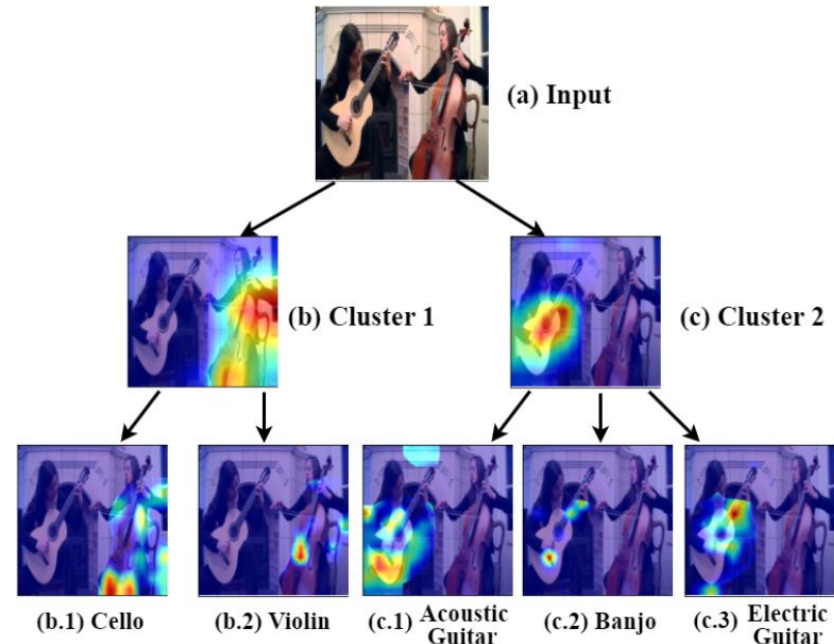 (a) Input
(b) Cluster 1
(c) Cluster 2
(b.1) Cello
(b.2) Violin
(c.1) Acoustic Guitar
(c.2) Banjo
(c.3) Electric Guitar